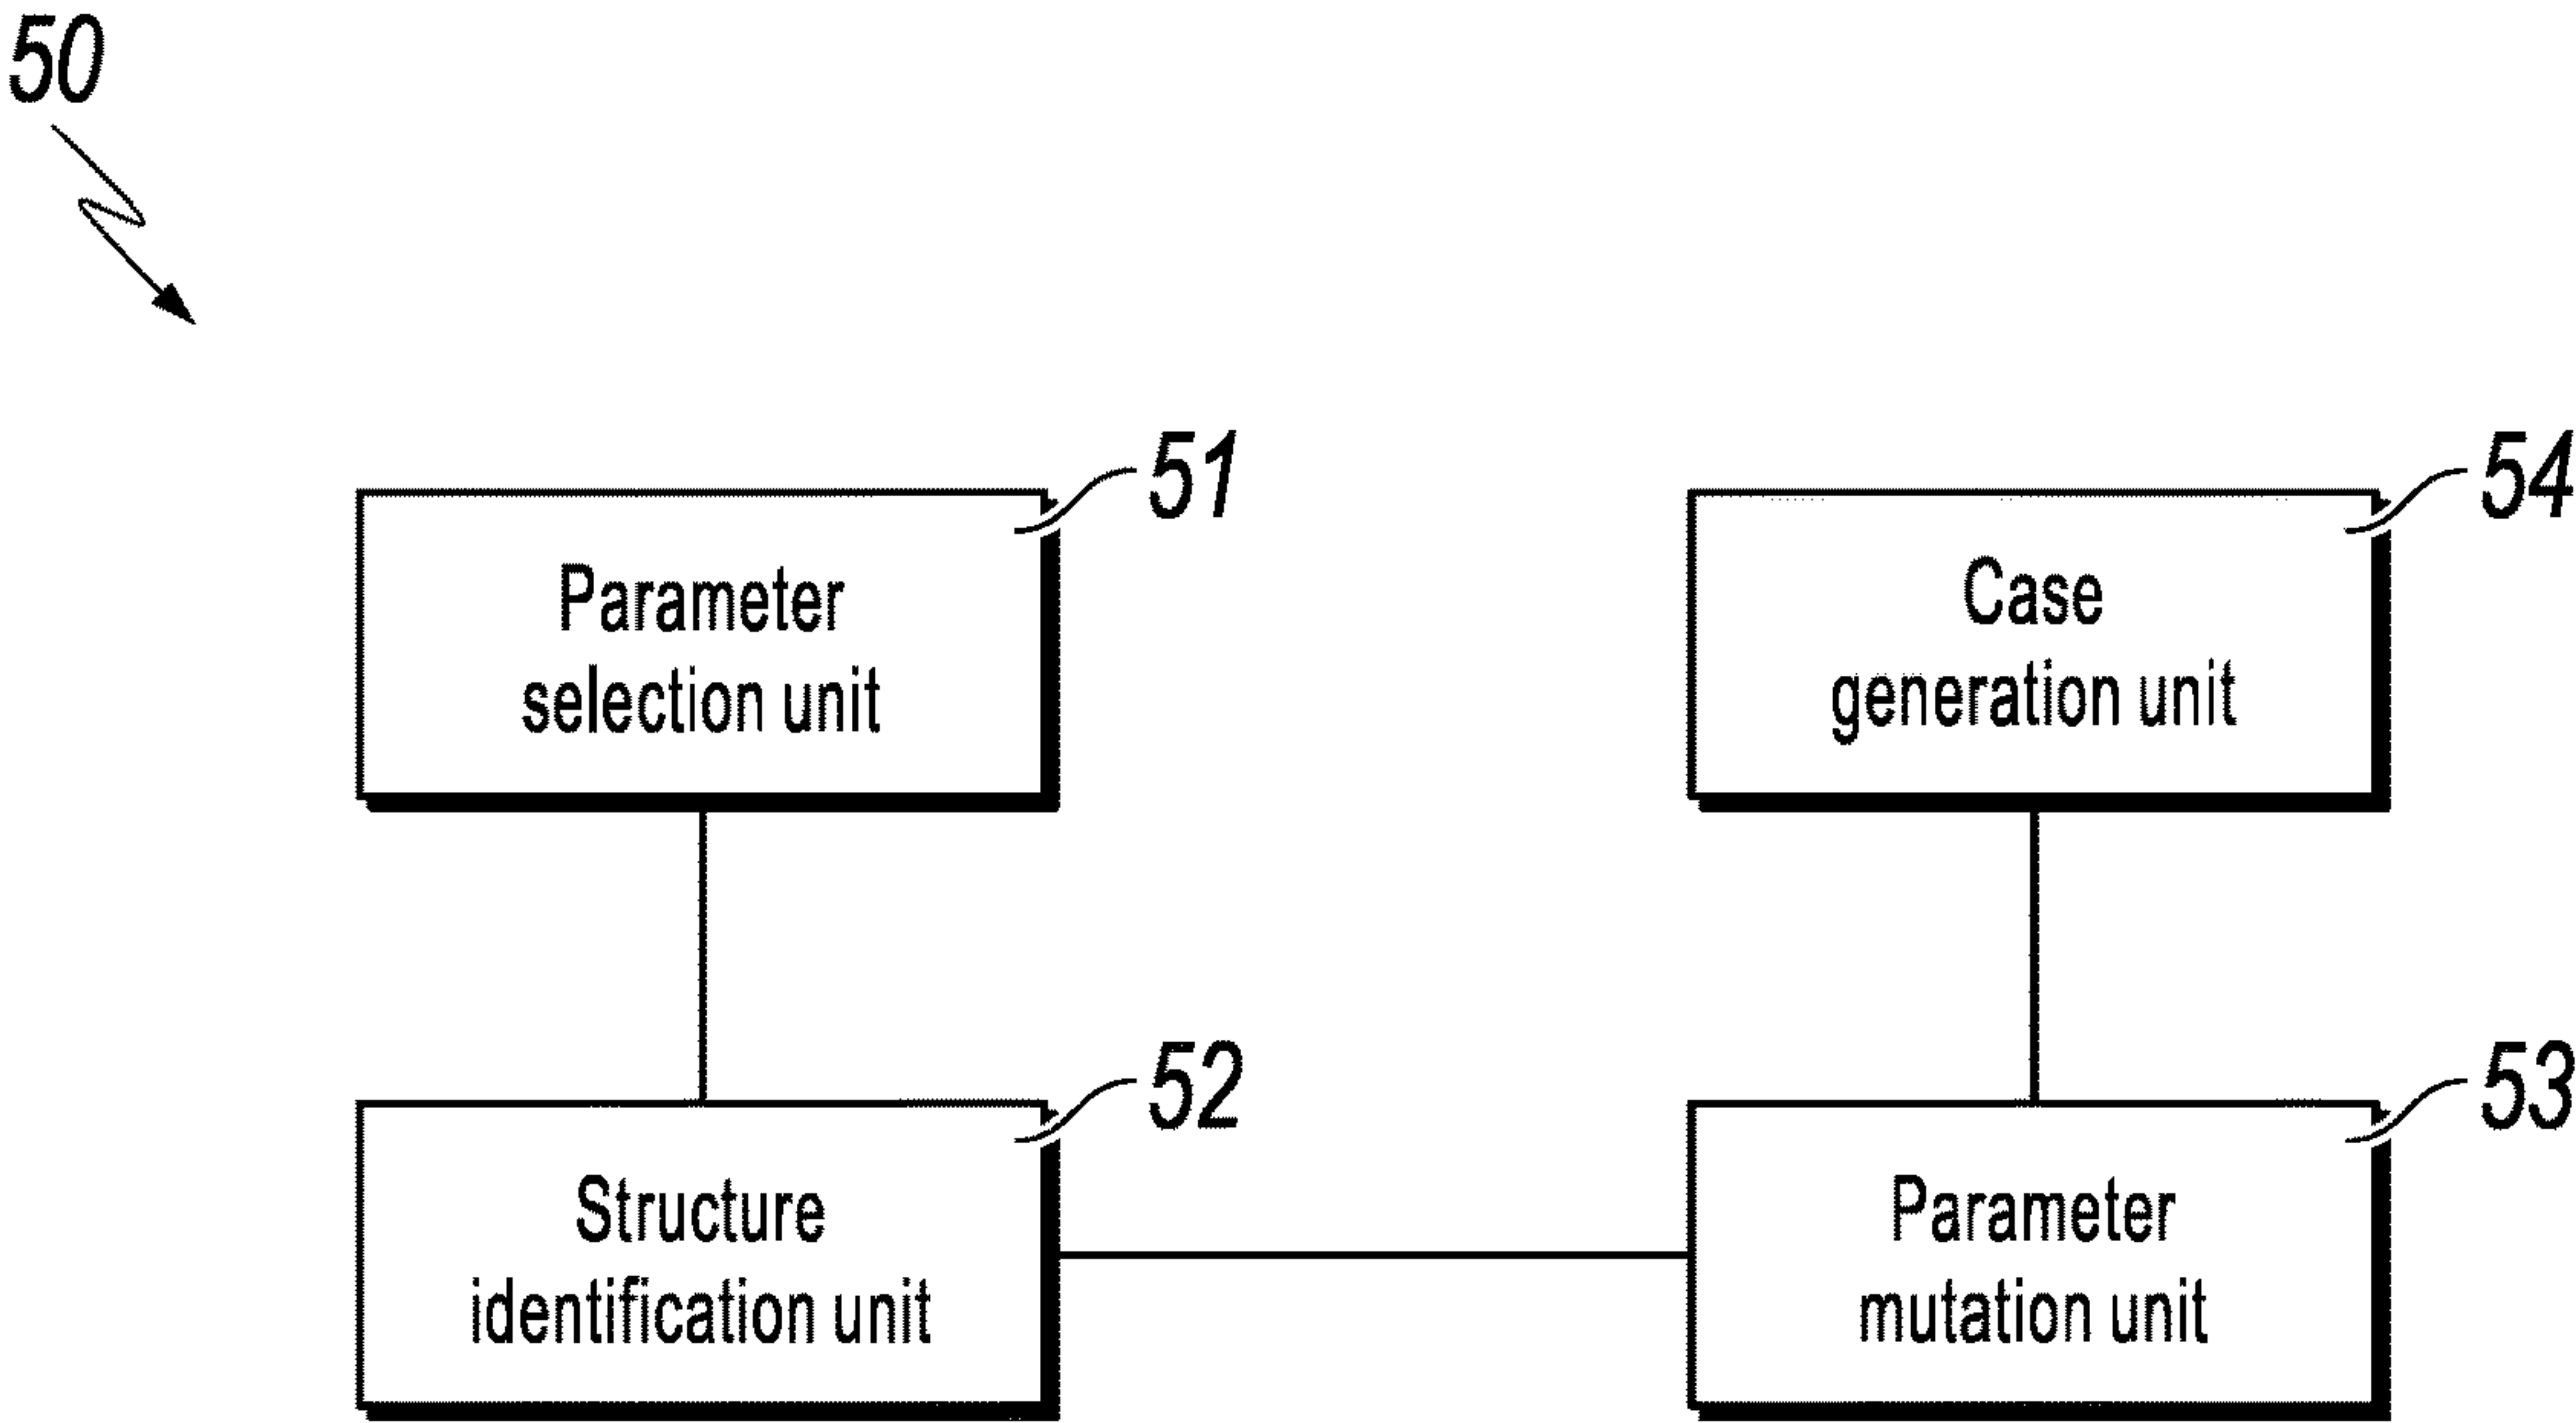 50
51
Parameter
selection unit
54
Case
generation unit
52
Structure
identification unit
53
Parameter
mutation unit